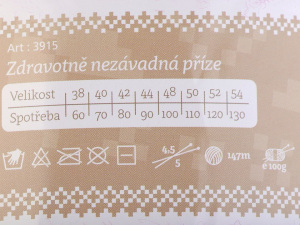 Art : 3915
Zdravotně nezávadná příze
Velikost 38 40 42 44 48 50 52 54
Spotřeba 60 70 80 90 100 110 120 130
4,5 5 147m e 100g